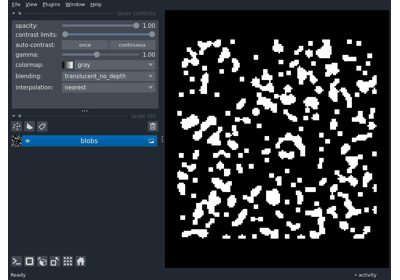 File View Plugins Window Help
layer controls
opacity: 1.00
contrast limits:
auto-contrast: once continuous
gamma: 1.00
colormap: gray
blending: translucent_no_depth
interpolation: nearest
layer list
blobs
Ready activity